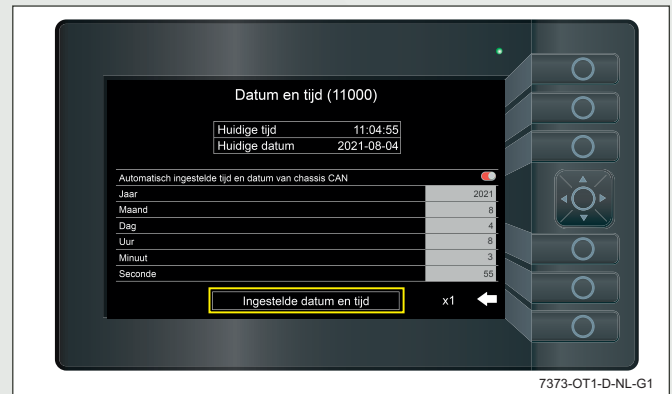 Datum en tijd (11000)
Huidige tijd 11:04:55
Huidige datum 2021-08-04
Automatisch ingestelde tijd en datum van chassis CAN
Jaar 2021
Maand 8
Dag 4
Uur 8
Minuut 3
Seconde 55
Ingestelde datum en tijd x1
7373-OT1-D-NL-G1